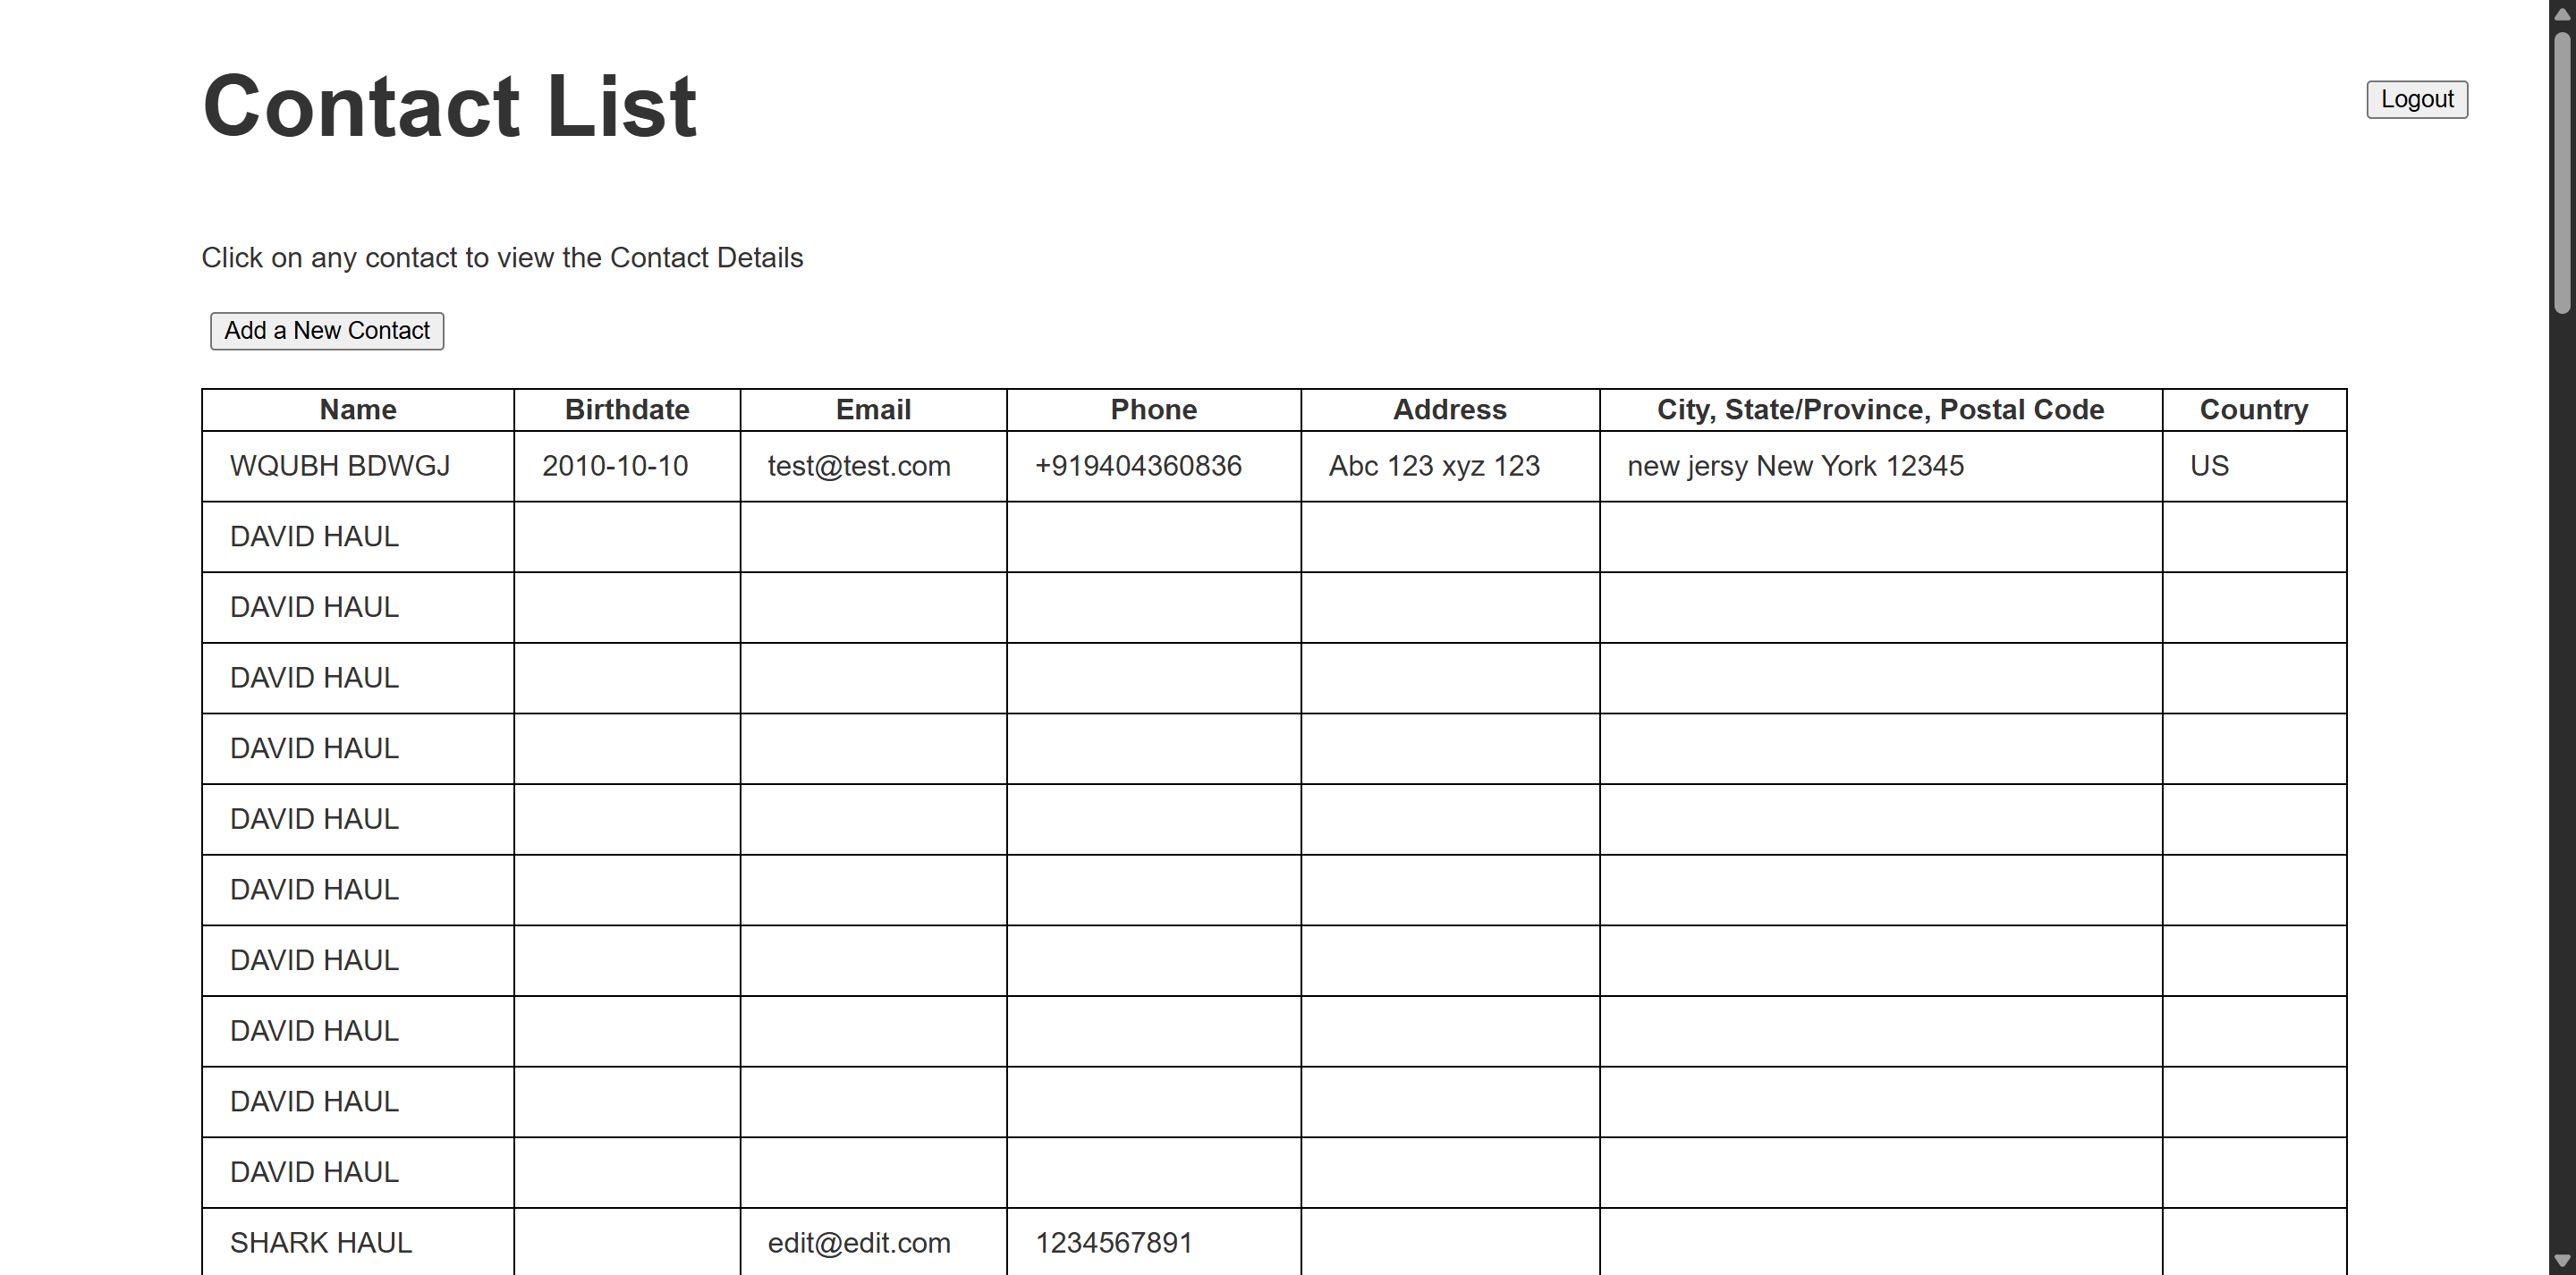 Contact List
Logout
Click on any contact to view the Contact Details
Add a New Contact
Name Birthdate Email Phone Address City, State/Province, Postal Code Country
WQUBH BDWGJ 2010-10-10 test@test.com +919404360836 Abc 123 xyz 123 new jersy New York 12345 US
DAVID HAUL
DAVID HAUL
DAVID HAUL
DAVID HAUL
DAVID HAUL
DAVID HAUL
DAVID HAUL
DAVID HAUL
DAVID HAUL
DAVID HAUL
SHARK HAUL edit@edit.com 1234567891